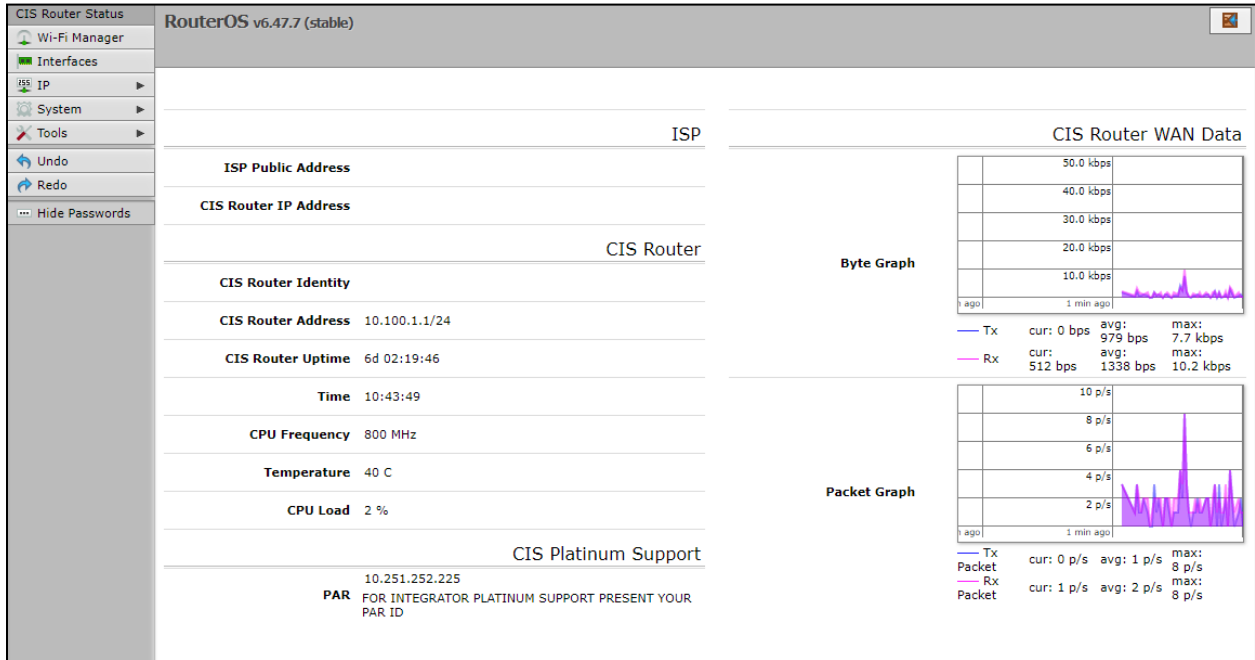 CIS Router Status
Wi-Fi Manager
Interfaces
255 IP
System
Tools
Undo
Redo
Hide Passwords
RouterOS v6.47.7 (stable)
ISP
ISP Public Address
CIS Router IP Address
CIS Router
CIS Router Identity
CIS Router Address 10.100.1.1/24
CIS Router Uptime 6d 02:19:46
Time 10:43:49
CPU Frequency 800 MHz
Temperature 40 C
CPU Load 2 %
CIS Platinum Support
PAR 10.251.252.225
FOR INTEGRATOR PLATINUM SUPPORT PRESENT YOUR
PAR ID
CIS Router WAN Data
Byte Graph
50.0 kbps
40.0 kbps
30.0 kbps
20.0 kbps
10.0 kbps
ago 1 min ago
Tx cur: 0 bps avg: 979 bps max: 7.7 kbps
Rx cur: 512 bps avg: 1338 bps max: 10.2 kbps
Packet Graph
10 p/s
8 p/s
6 p/s
4 p/s
2 p/s
ago 1 min ago
Tx Packet cur: 0 p/s avg: 1 p/s max: 8 p/s
Rx Packet cur: 1 p/s avg: 2 p/s max: 8 p/s